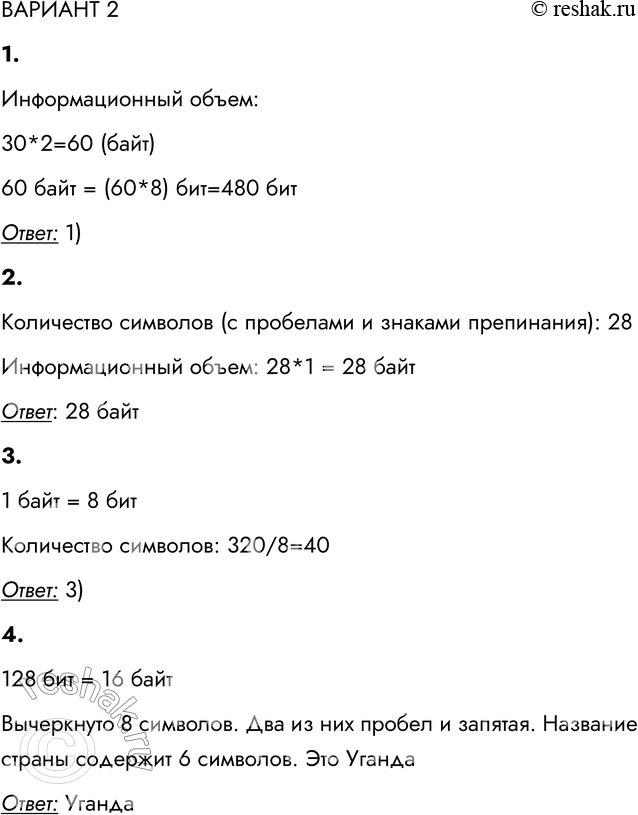 ВАРИАНТ 2 © reshak.ru
1.
Информационный объем:
30*2=60 (байт)
60 байт = (60*8) бит=480 бит
Ответ: 1)
2.
Количество символов (с пробелами и знаками препинания): 28
Информационный объем: 28*1 = 28 байт
Ответ: 28 байт
3.
1 байт = 8 бит
Количество символов: 320/8=40
Ответ: 3)
4.
128 бит = 16 байт
Вычеркнуто 8 символов. Два из них пробел и запятая. Название
страны содержит 6 символов. Это Уганда
Ответ: Уганда
© reshak.ru